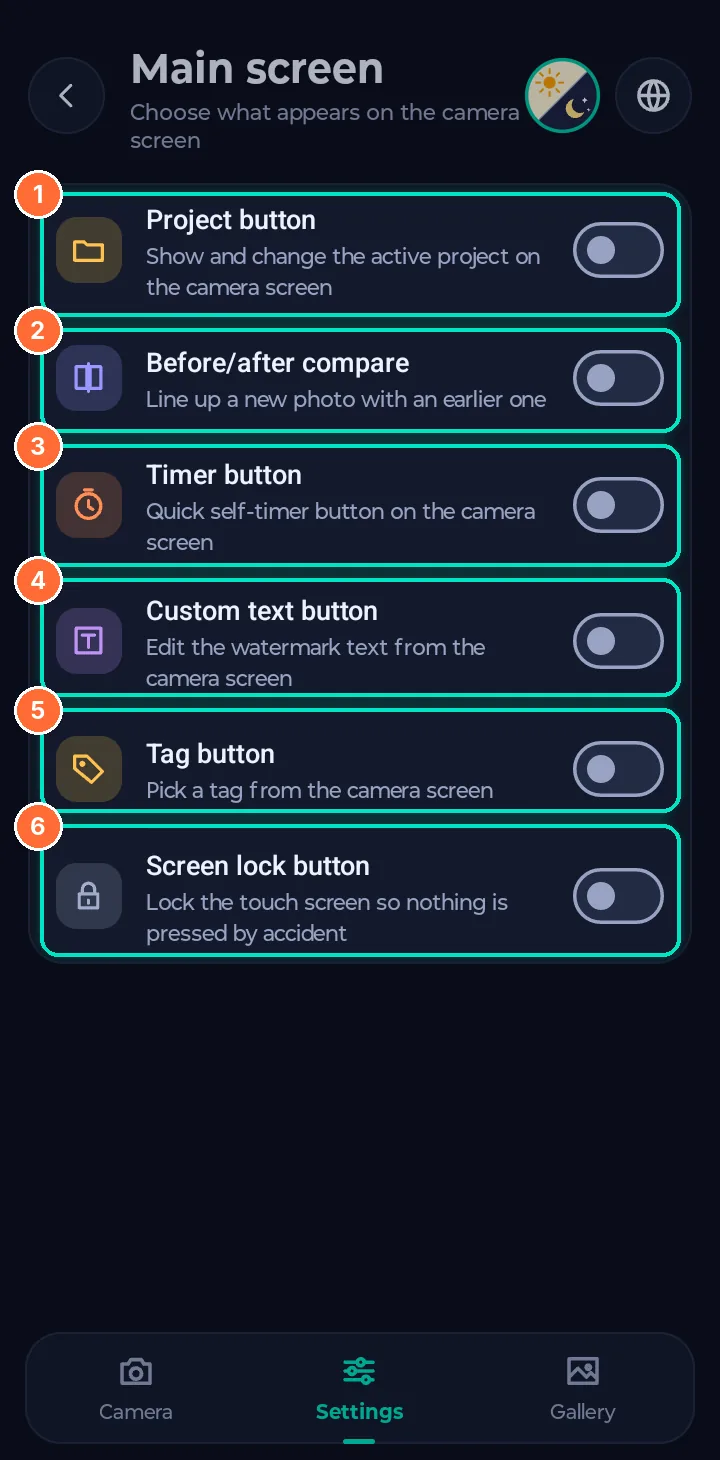 Main screen
Choose what appears on the camera
screen
1
Project button
Show and change the active project on
the camera screen
2
Before/after compare
Line up a new photo with an earlier one
3
Timer button
Quick self-timer button on the camera
screen
4
Custom text button
Edit the watermark text from the
camera screen
5
Tag button
Pick a tag from the camera screen
6
Screen lock button
Lock the touch screen so nothing is
pressed by accident
Camera
Settings
Gallery